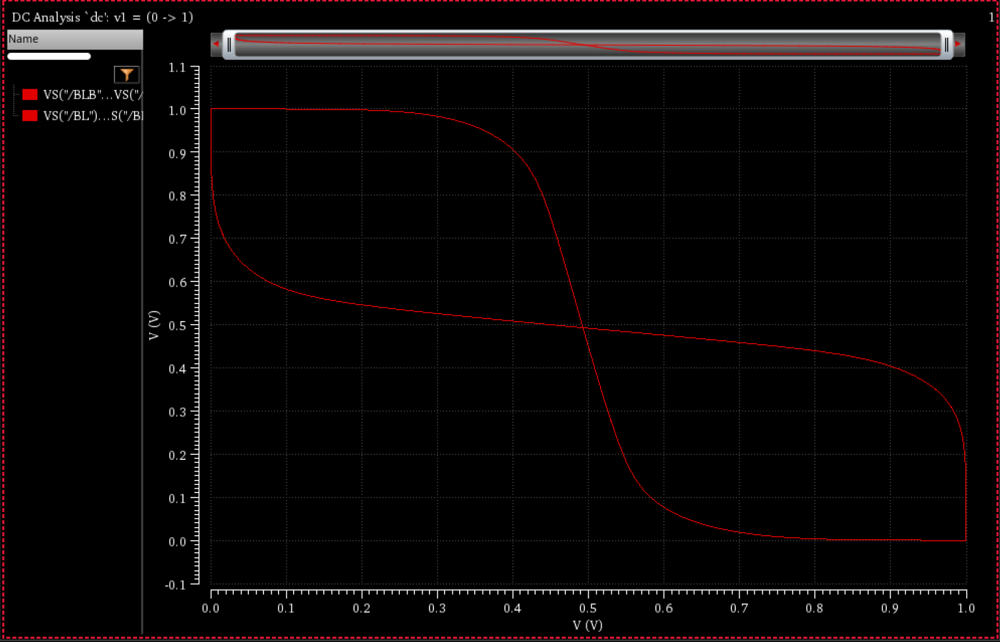 DC Analysis `dc': v1 = (0 -> 1)
1
Name
VS("/BLB"...VS("/
VS("/BL")...S("/Bl
1.1
1.0
0.9
0.8
0.7
0.6
0.5
0.4
0.3
0.2
0.1
0.0
-0.1
V (V)
0.0 0.1 0.2 0.3 0.4 0.5 0.6 0.7 0.8 0.9 1.0
V (V)